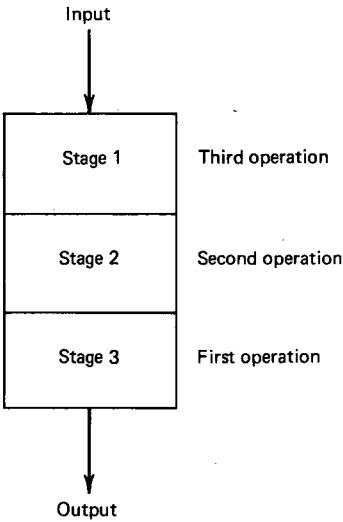 Input
Stage 1 Third operation
Stage 2 Second operation
Stage 3 First operation
Output